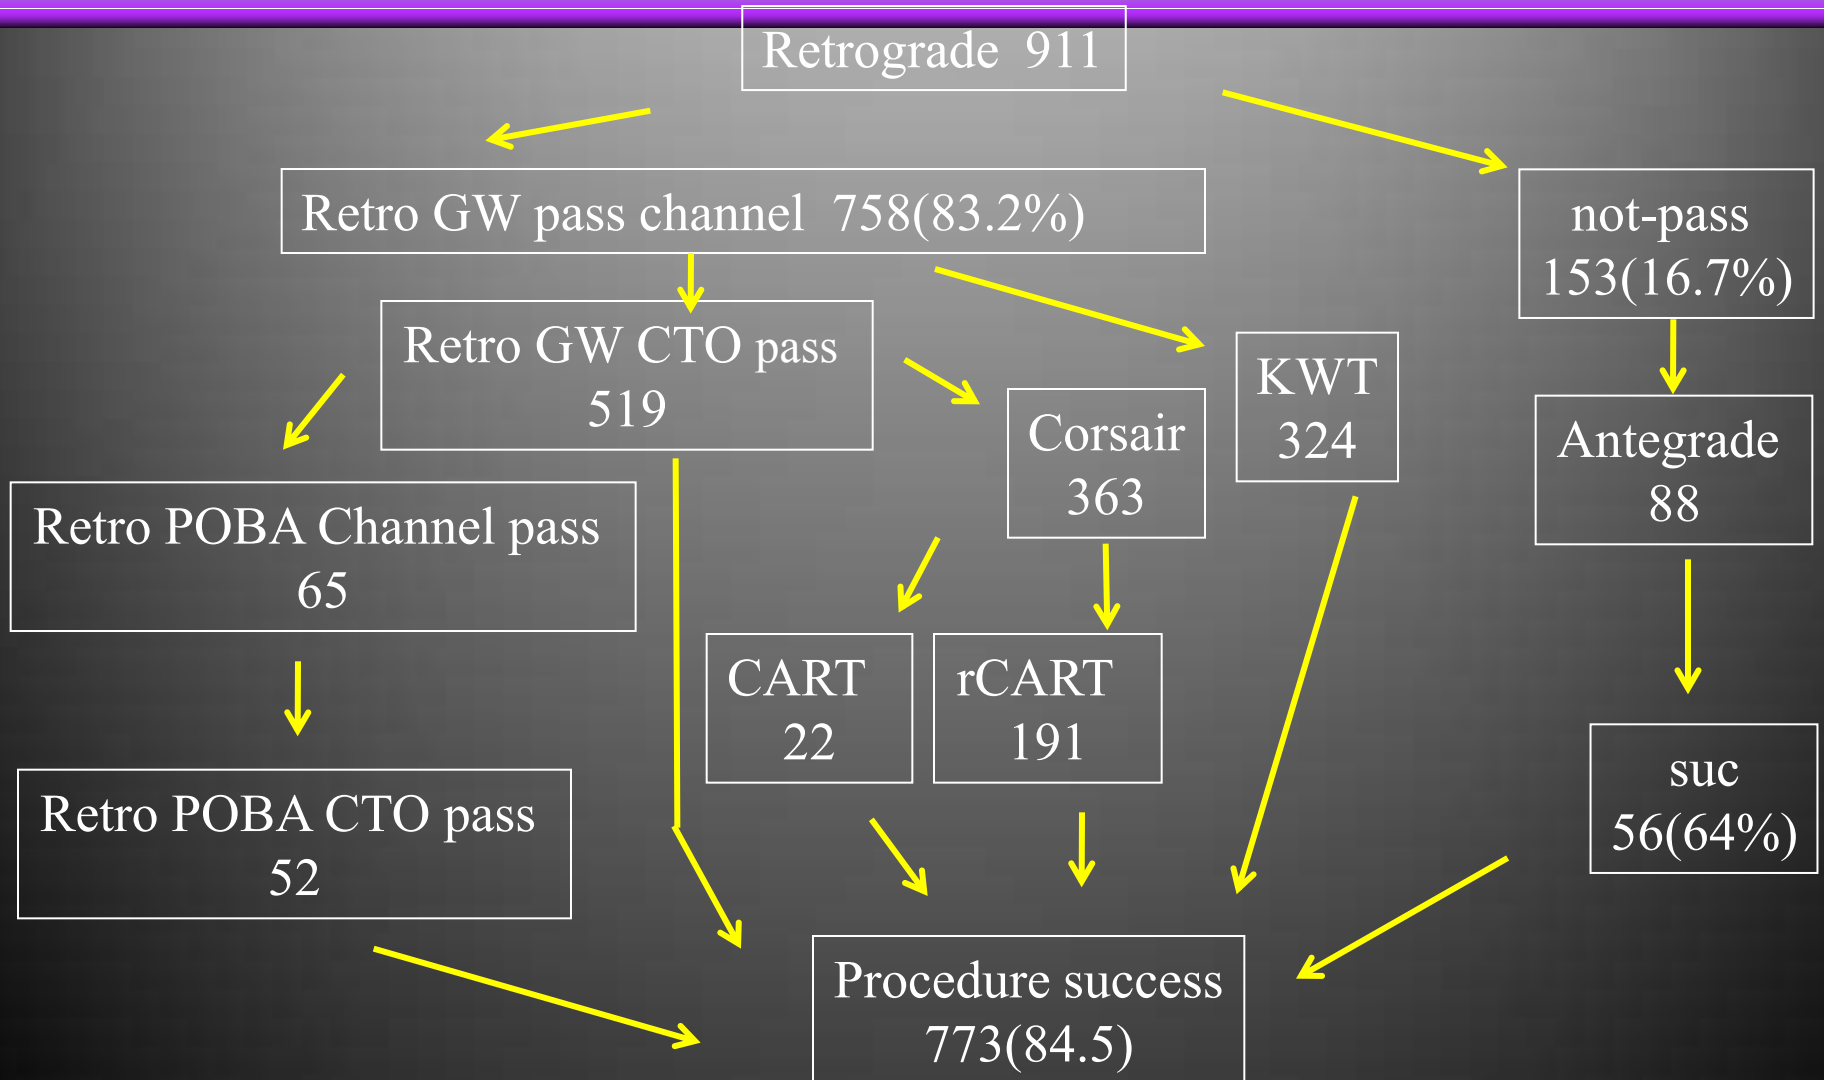 Retrograde 911
Retro GW pass channel 758(83.2%)
not-pass
153(16.7%)
Retro GW CTO pass
519
KWT
324
Corsair
363
Antegrade
88
Retro POBA Channel pass
65
CART
22
rCART
191
suc
56(64%)
Retro POBA CTO pass
52
Procedure success
773(84.5)